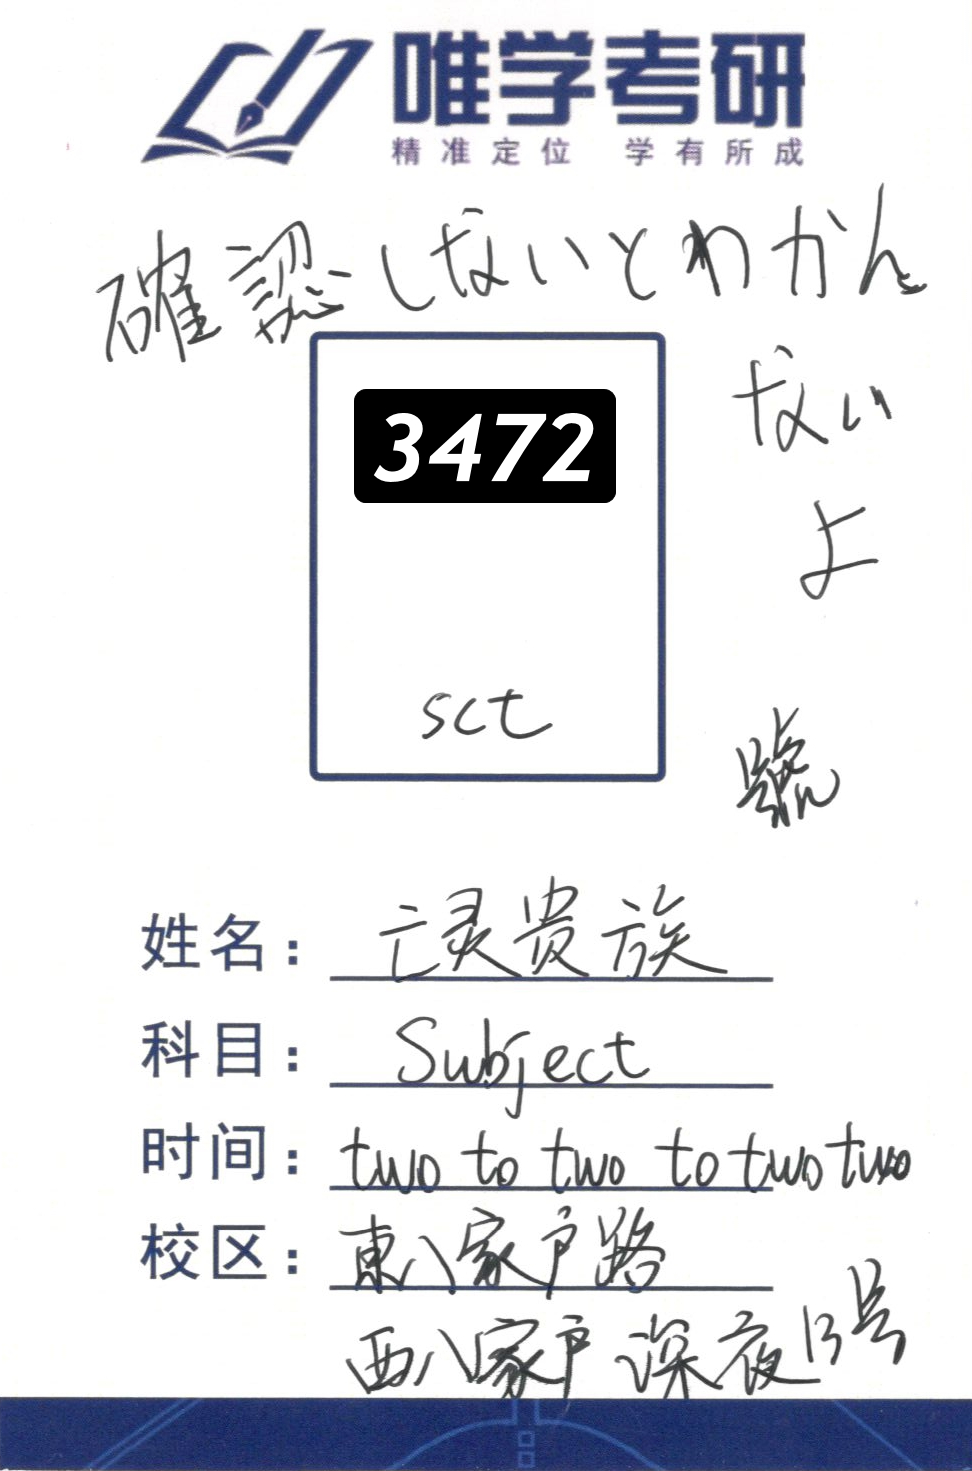 唯学考研
精准定位 学有所成
確認しないとわかん
ない
よ
3472
sct
號
姓名：亡灵贵族
科目：Subject
时间：two to two to two two
校区：東八家户路
西八家户深夜13号